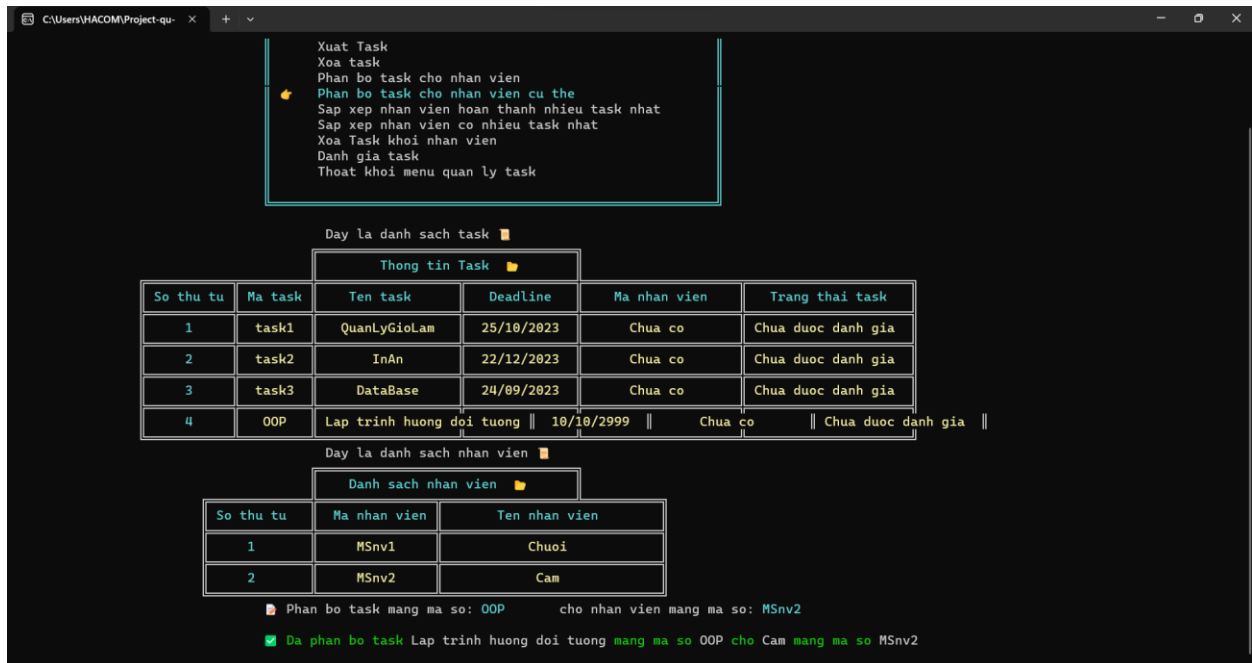 C:\Users\HACOM\Project-qu-
Xuat Task
Xoa task
Phan bo task cho nhan vien
Phan bo task cho nhan vien cu the
Sap xep nhan vien hoan thanh nhieu task nhat
Sap xep nhan vien co nhieu task nhat
Xoa Task khoi nhan vien
Danh gia task
Thoat khoi menu quan ly task
Day la danh sach task
Thong tin Task
So thu tu Ma task Ten task Deadline Ma nhan vien Trang thai task
1 task1 QuanLyGioLam 25/10/2023 Chua co Chua duoc danh gia
2 task2 InAn 22/12/2023 Chua co Chua duoc danh gia
3 task3 DataBase 24/09/2023 Chua co Chua duoc danh gia
4 OOP Lap trinh huong doi tuong 10/10/2999 Chua co Chua duoc danh gia
Day la danh sach nhan vien
Danh sach nhan vien
So thu tu Ma nhan vien Ten nhan vien
1 MSnv1 Chuoi
2 MSnv2 Cam
Phan bo task mang ma so: OOP cho nhan vien mang ma so: MSnv2
Da phan bo task Lap trinh huong doi tuong mang ma so OOP cho Cam mang ma so MSnv2